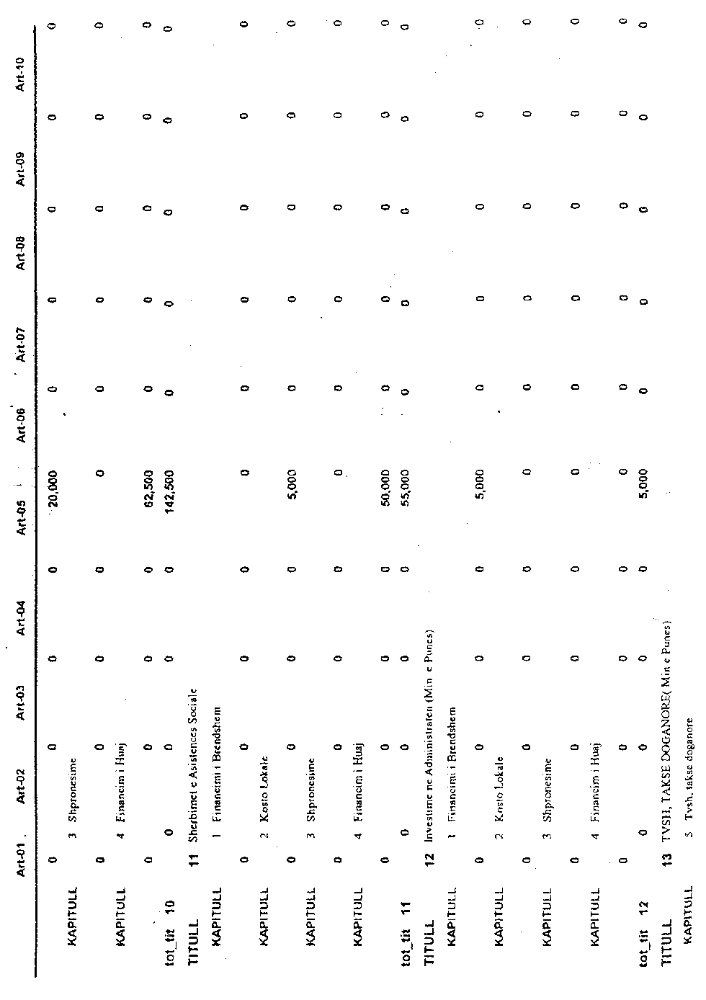 Art-01 Art-02 Art-03 Art-04 Art-05 Art-06 Art-07 Art-08 Art-09 Art-10
0 0 0 0 20,000 0 0 0 0 0
KAPITULL 3 Shpronesime
0 0 0 0 0 0 0 0 0 0
KAPITULL 4 Financim i Huaj
0 0 0 0 62,500 0 0 0 0 0
tot_tit 10 0 0 0 0 142,500 0 0 0 0 0
TITULL 11 Sherbimet e Asistences Sociale
KAPITULL 1 Financimi i Brendshem
0 0 0 0 0 0 0 0 0 0
KAPITULL 2 Kosto Lokale
0 0 0 0 5,000 0 0 0 0 0
KAPITULL 3 Shpronesime
0 0 0 0 0 0 0 0 0 0
KAPITULL 4 Financim i Huaj
0 0 0 0 50,000 0 0 0 0 0
tot_tit 11 0 0 0 0 55,000 0 0 0 0 0
TITULL 12 Investime ne Administraten (Min e Punes)
KAPITULL 1 Financimi i Brendshem
0 0 0 0 5,000 0 0 0 0 0
KAPITULL 2 Kosto Lokale
0 0 0 0 0 0 0 0 0 0
KAPITULL 3 Shpronesime
0 0 0 0 0 0 0 0 0 0
KAPITULL 4 Financim i Huaj
0 0 0 0 0 0 0 0 0 0
tot_tit 12 0 0 0 0 5,000 0 0 0 0 0
TITULL 13 TVSH, TAKSE DOGANORE( Min e Punes)
KAPITULL 5 Tvsh, takse doganore